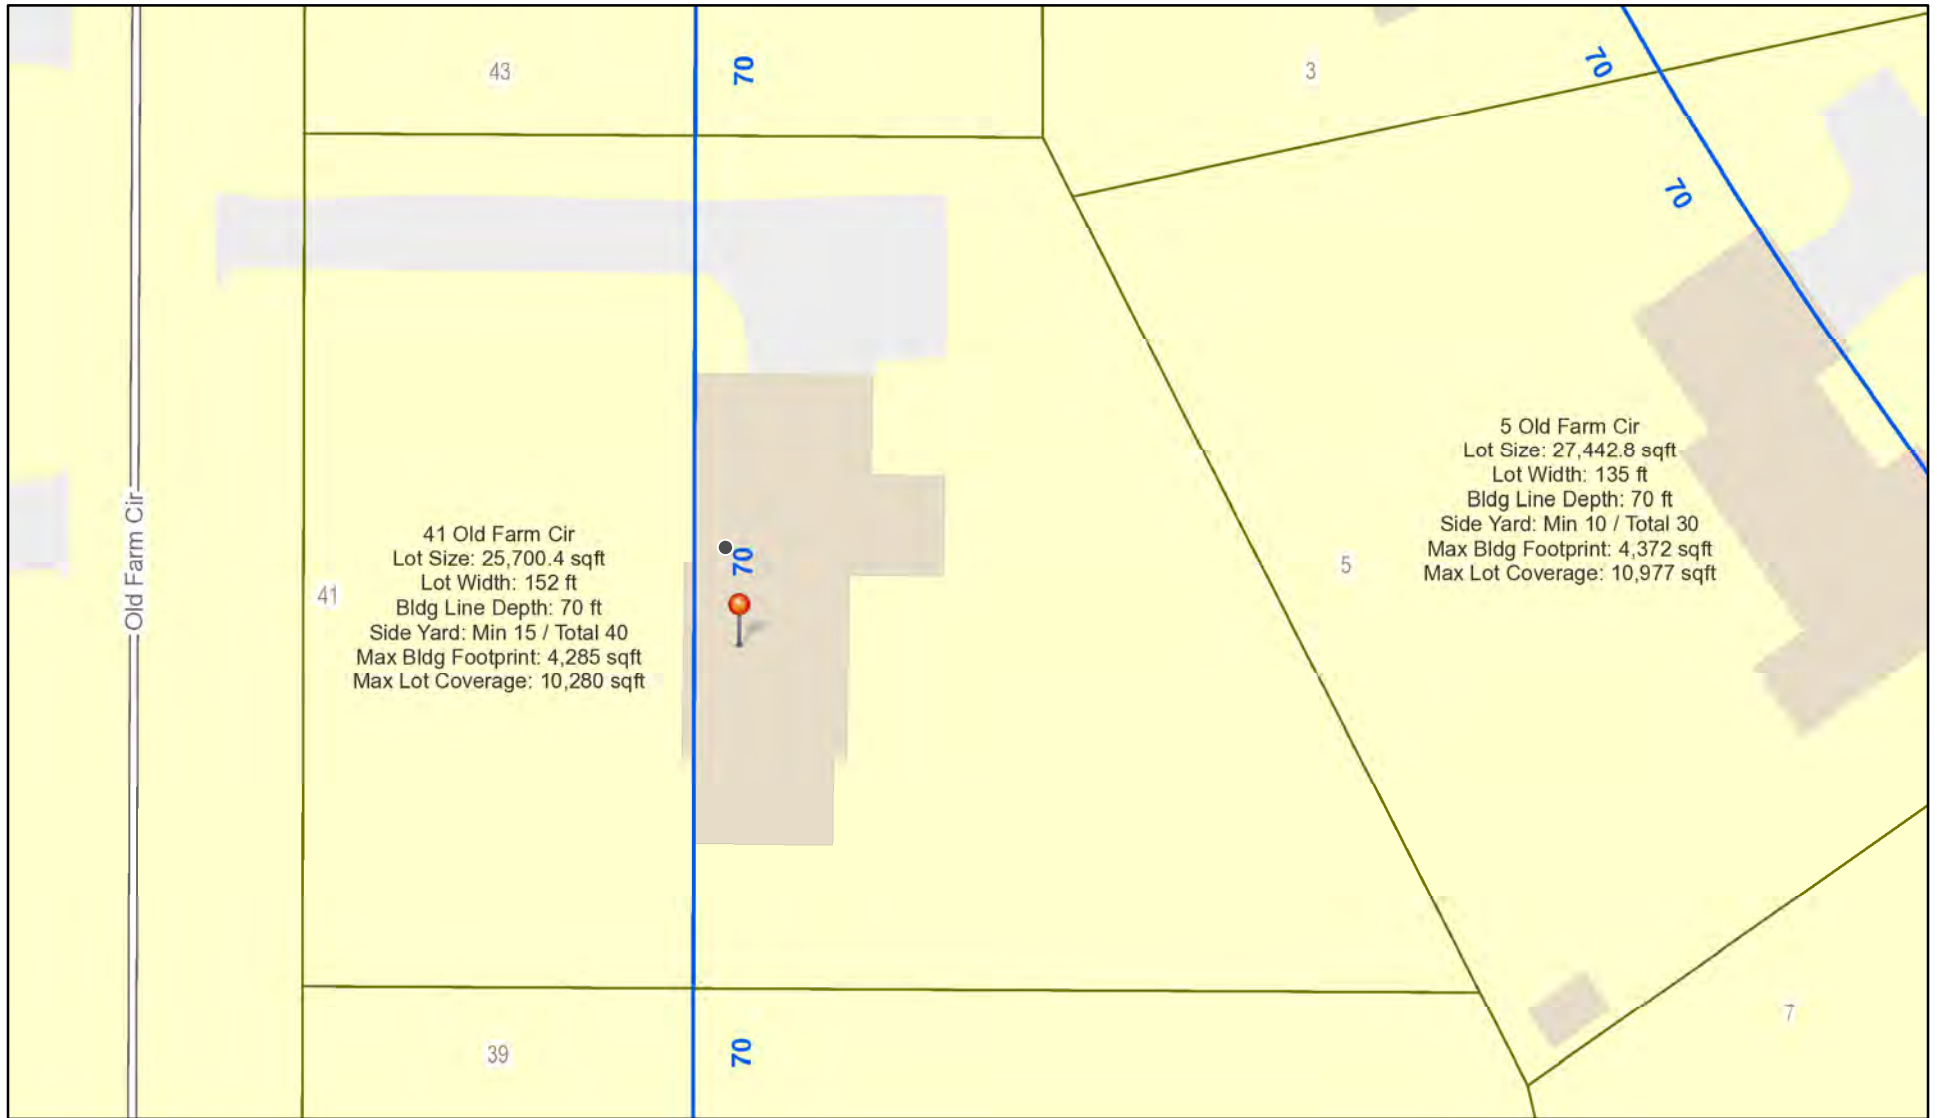 43
70
3
70
70
5 Old Farm Cir
Lot Size: 27,442.8 sqft
Lot Width: 135 ft
Bldg Line Depth: 70 ft
Side Yard: Min 10 / Total 30
Max Bldg Footprint: 4,372 sqft
Max Lot Coverage: 10,977 sqft
Old Farm Cir
41
41 Old Farm Cir
Lot Size: 25,700.4 sqft
Lot Width: 152 ft
Bldg Line Depth: 70 ft
Side Yard: Min 15 / Total 40
Max Bldg Footprint: 4,285 sqft
Max Lot Coverage: 10,280 sqft
70
5
39
70
7